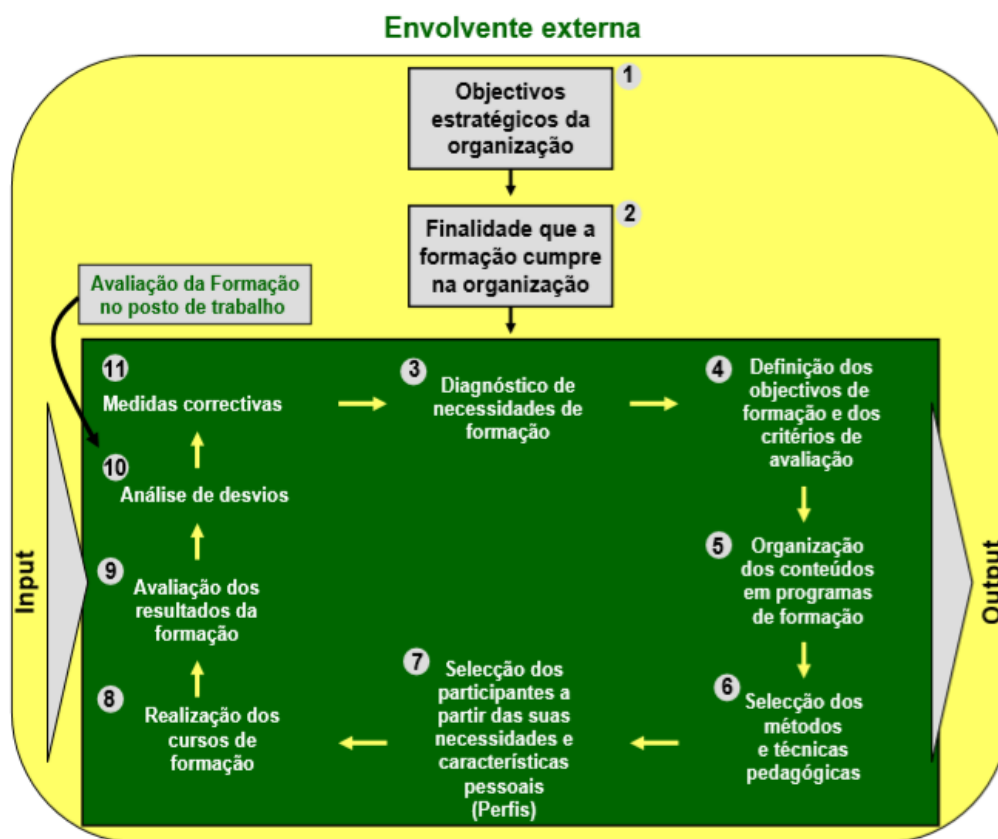 Envolvente externa
1
Objectivos
estratégicos da
organização
2
Finalidade que a
formação cumpre
na organização
Avaliação da Formação
no posto de trabalho
3
Diagnóstico de
necessidades de
formação
4
Definição dos
objectivos de
formação e dos
critérios de
avaliação
5
Organização
dos conteúdos
em programas
de formação
6
Selecção dos
métodos
e técnicas
pedagógicas
7
Selecção dos
participantes a
partir das suas
necessidades e
características
pessoais
(Perfis)
8
Realização dos
cursos de
formação
9
Avaliação dos
resultados da
formação
10
Análise de desvios
11
Medidas correctivas
Input
Output